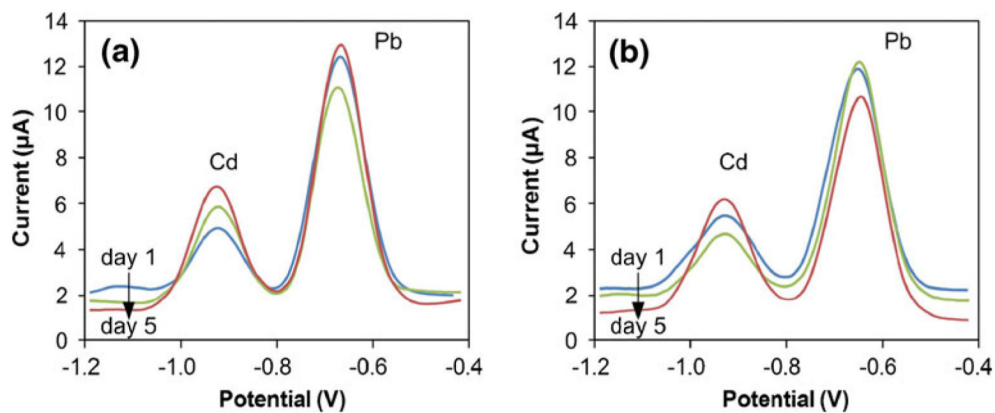 (a)
Pb
Cd
day 1
day 5
Current (µA)
14
12
10
8
6
4
2
0
-1.2
-1.0
-0.8
-0.6
-0.4
Potential (V)
(b)
Pb
Cd
day 1
day 5
Current (µA)
14
12
10
8
6
4
2
0
-1.2
-1.0
-0.8
-0.6
-0.4
Potential (V)